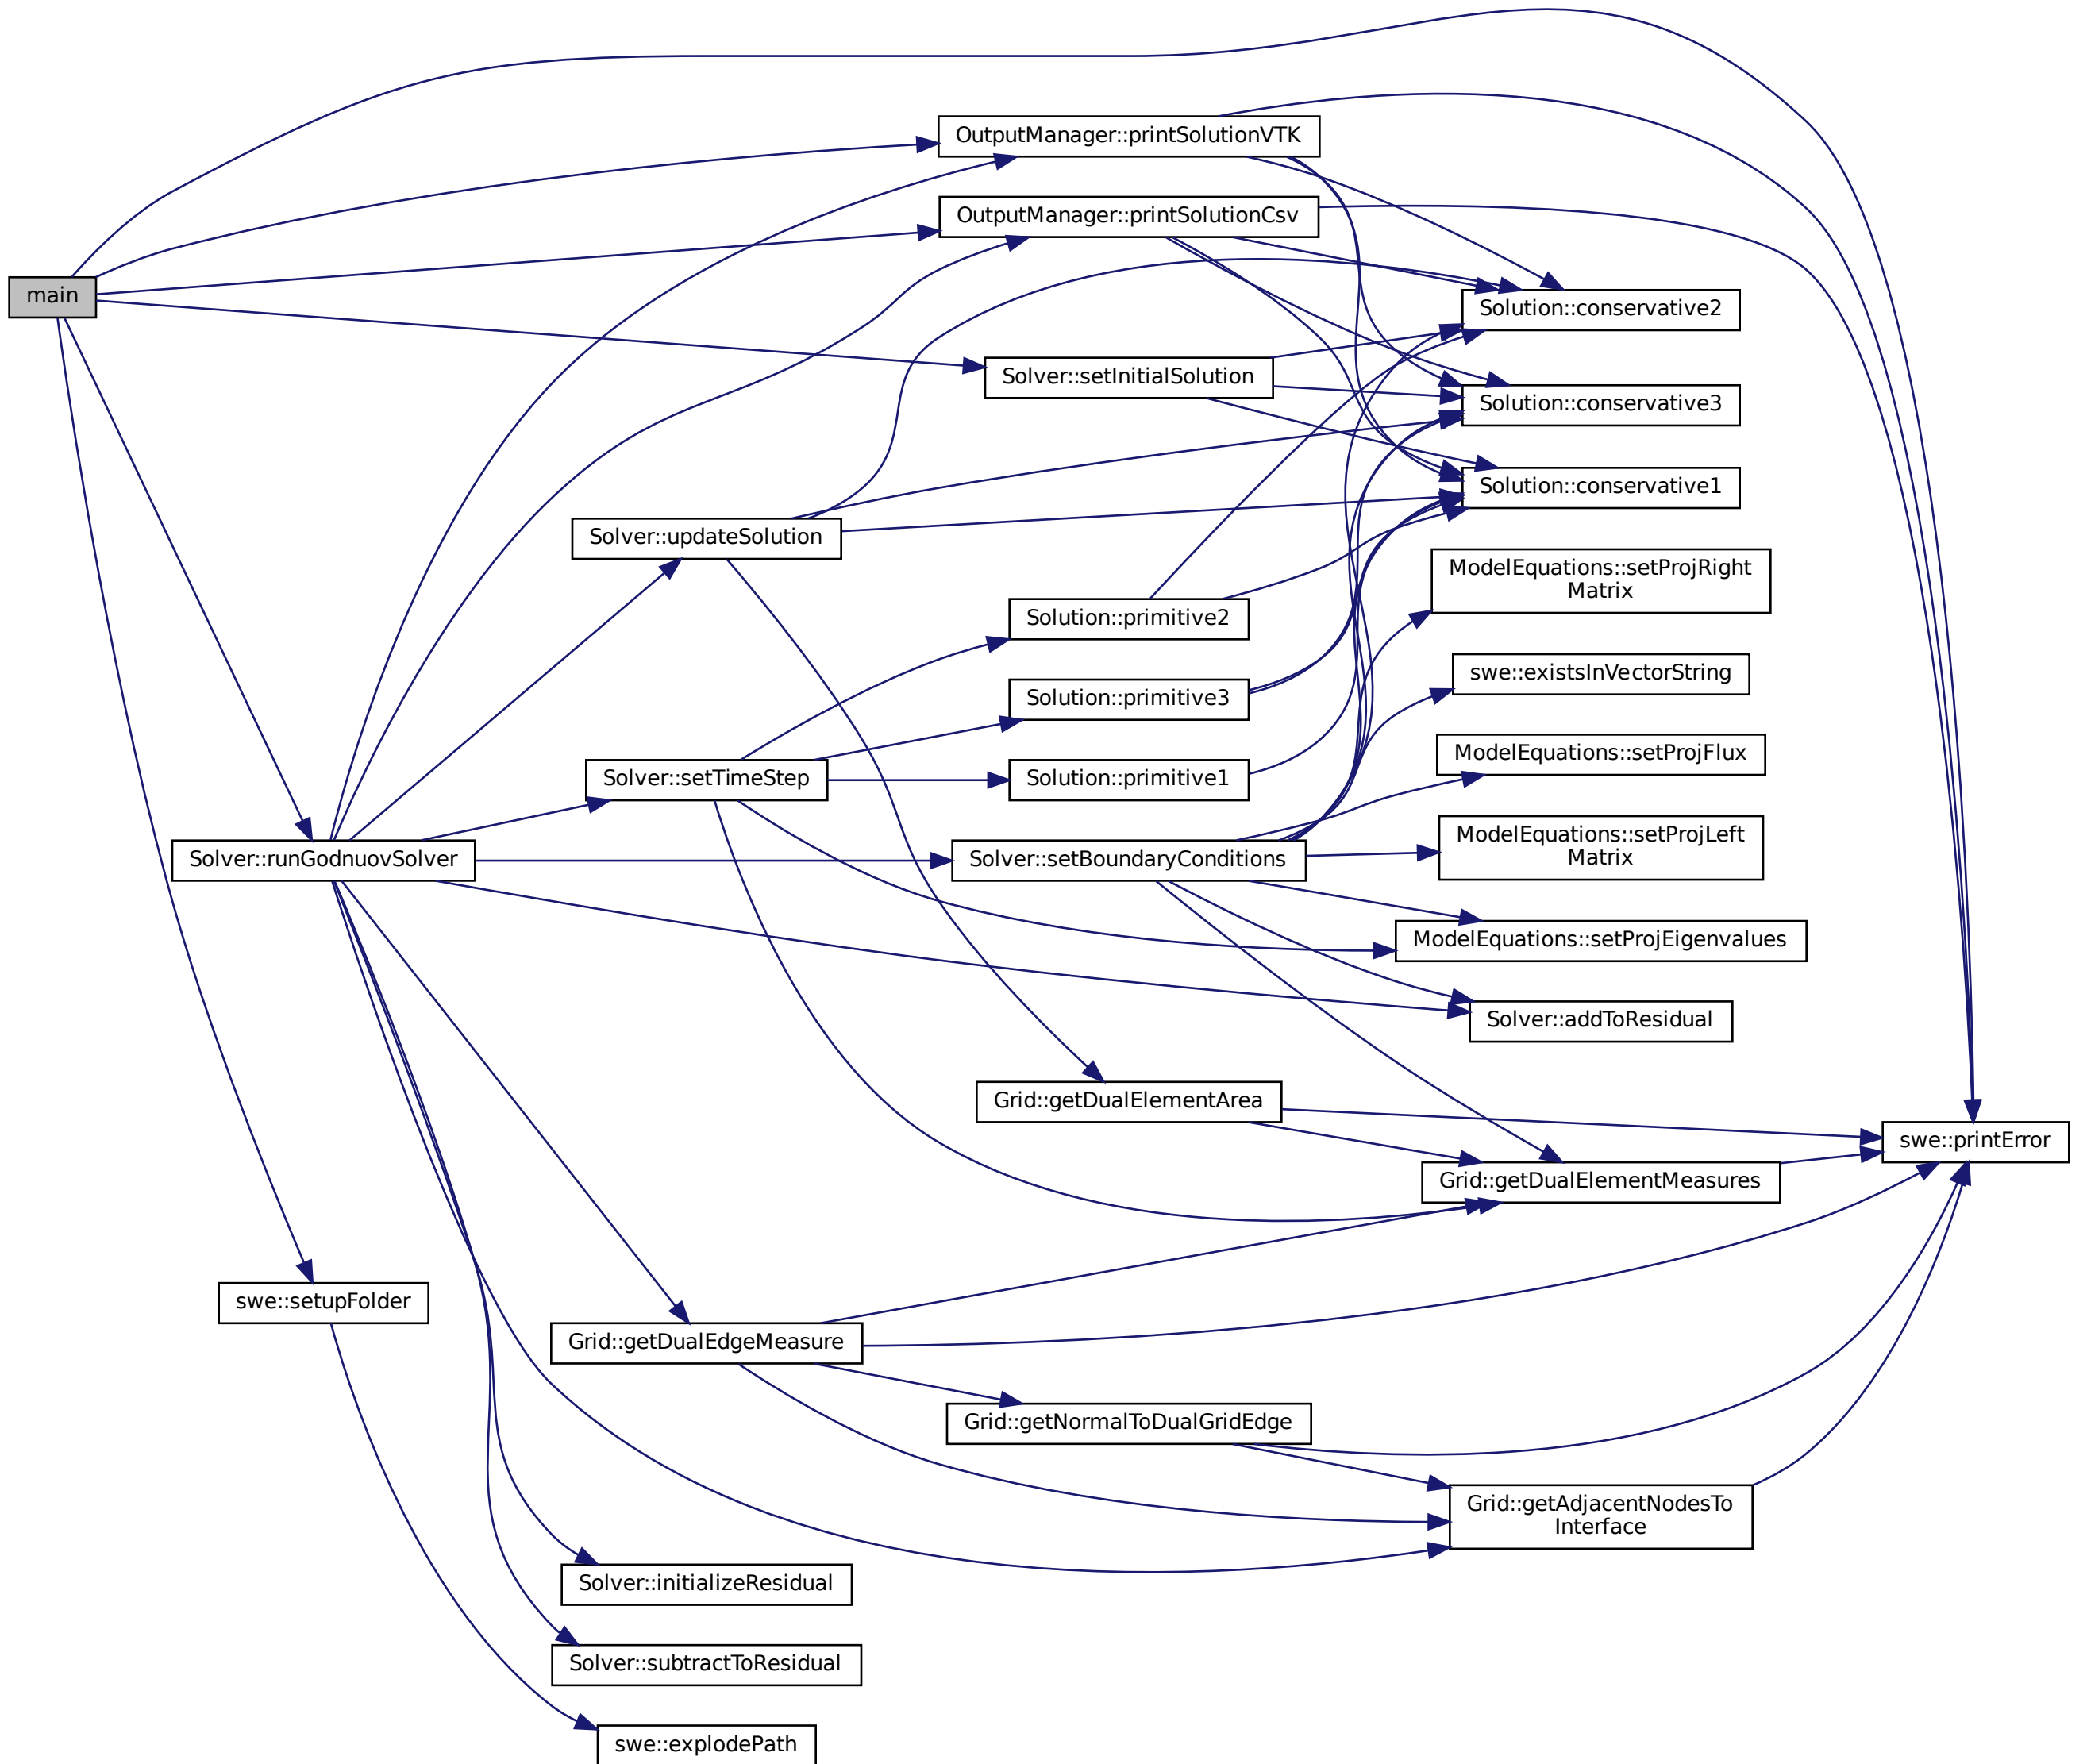 main
OutputManager::printSolutionVTK
OutputManager::printSolutionCsv
Solution::conservative2
Solver::setInitialSolution
Solution::conservative3
Solution::conservative1
Solver::updateSolution
ModelEquations::setProjRight
Matrix
Solution::primitive2
swe::existsInVectorString
Solution::primitive3
ModelEquations::setProjFlux
Solver::setTimeStep
Solution::primitive1
ModelEquations::setProjLeft
Matrix
Solver::runGodnuovSolver
Solver::setBoundaryConditions
ModelEquations::setProjEigenvalues
Solver::addToResidual
Grid::getDualElementArea
swe::printError
Grid::getDualElementMeasures
swe::setupFolder
Grid::getDualEdgeMeasure
Grid::getNormalToDualGridEdge
Grid::getAdjacentNodesTo
Interface
Solver::initializeResidual
Solver::subtractToResidual
swe::explodePath